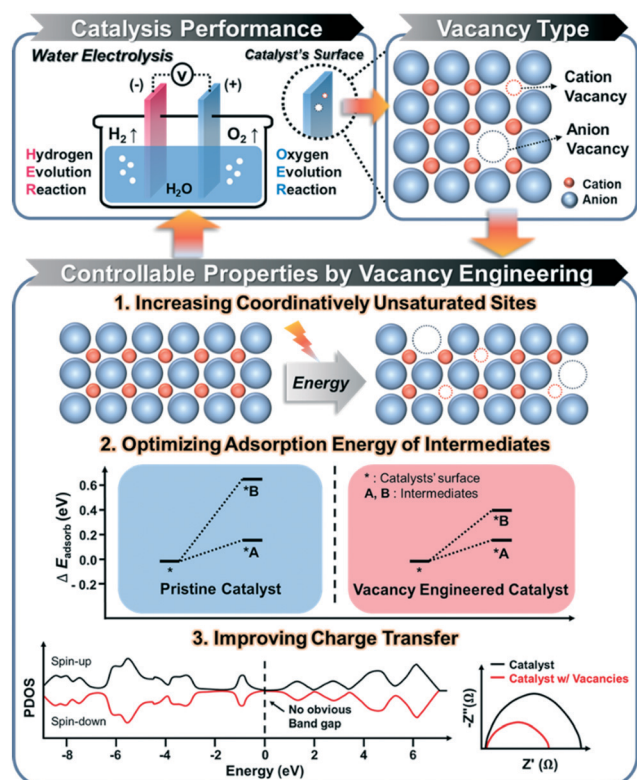 Catalysis Performance
Water Electrolysis
Catalyst's Surface
(-)
V
(+)
H2↑
O2↑
Hydrogen
Evolution
Reaction
H2O
Oxygen
Evolution
Reaction
Vacancy Type
Cation
Vacancy
Anion
Vacancy
Cation
Anion
Controllable Properties by Vacancy Engineering
1. Increasing Coordinatively Unsaturated Sites
Energy
2. Optimizing Adsorption Energy of Intermediates
Δ Eadsorb (eV)
0.6
0.4
0.2
0.0
- 0.2
*
*B
*A
Pristine Catalyst
* : Catalysts' surface
A, B : Intermediates
*
*B
*A
Vacancy Engineered Catalyst
3. Improving Charge Transfer
PDOS
Spin-up
Spin-down
No obvious
Band gap
-8 -6 -4 -2 0 2 4 6
Energy (eV)
Catalyst
Catalyst w/ Vacancies
-Z"(Ω)
Z' (Ω)